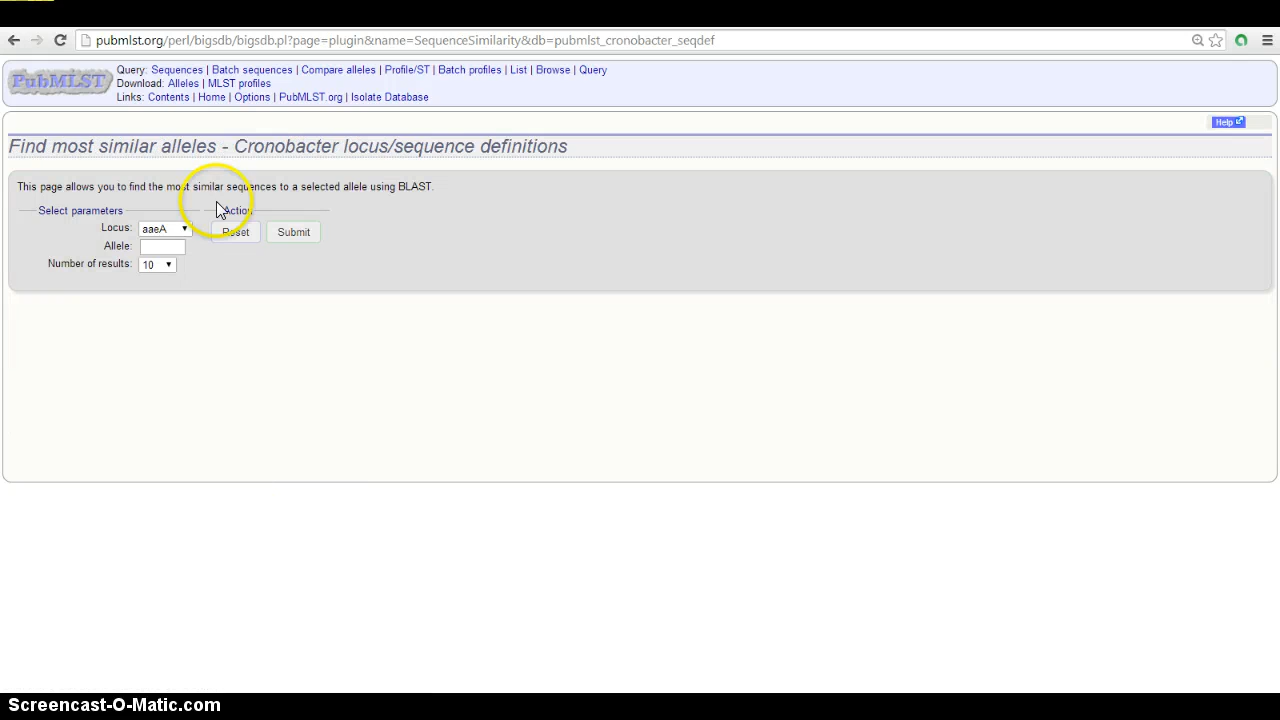 pubmlst.org/perl/bigsdb/bigsdb.pl?page=plugin&name=SequenceSimilarity&db=pubmlst_cronobacter_seqdef
PubMLST
Query: Sequences | Batch sequences | Compare alleles | Profile/ST | Batch profiles | List | Browse | Query
Download: Alleles | MLST profiles
Links: Contents | Home | Options | PubMLST.org | Isolate Database
Help
Find most similar alleles - Cronobacter locus/sequence definitions
This page allows you to find the most similar sequences to a selected allele using BLAST.
Select parameters Action
Locus: aaeA Reset Submit
Allele:
Number of results: 10
Screencast-O-Matic.com